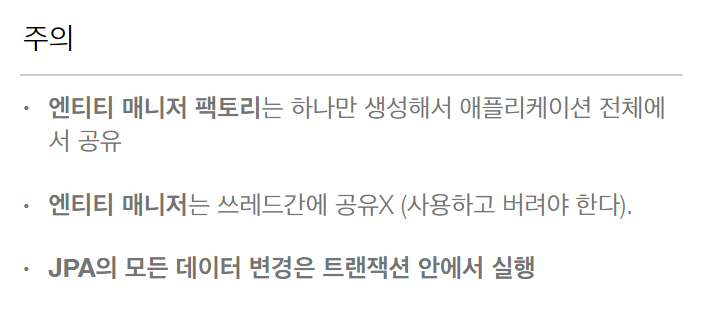 주의
• 엔티티 매니저 팩토리는 하나만 생성해서 애플리케이션 전체에
서 공유
• 엔티티 매니저는 쓰레드간에 공유X (사용하고 버려야 한다).
• JPA의 모든 데이터 변경은 트랜잭션 안에서 실행